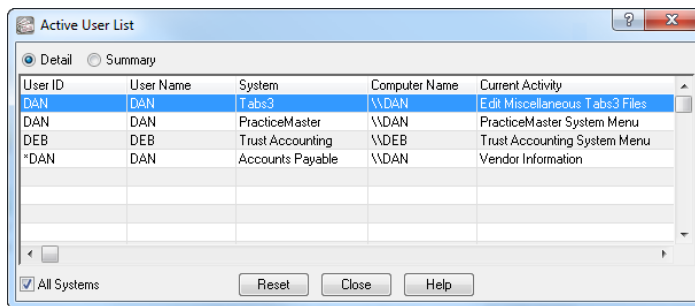 Active User List
Detail Summary
User ID User Name System Computer Name Current Activity
DAN DAN Tabs3 \\DAN Edit Miscellaneous Tabs3 Files
DAN DAN PracticeMaster \\DAN PracticeMaster System Menu
DEB DEB Trust Accounting \\DEB Trust Accounting System Menu
*DAN DAN Accounts Payable \\DAN Vendor Information
All Systems Reset Close Help